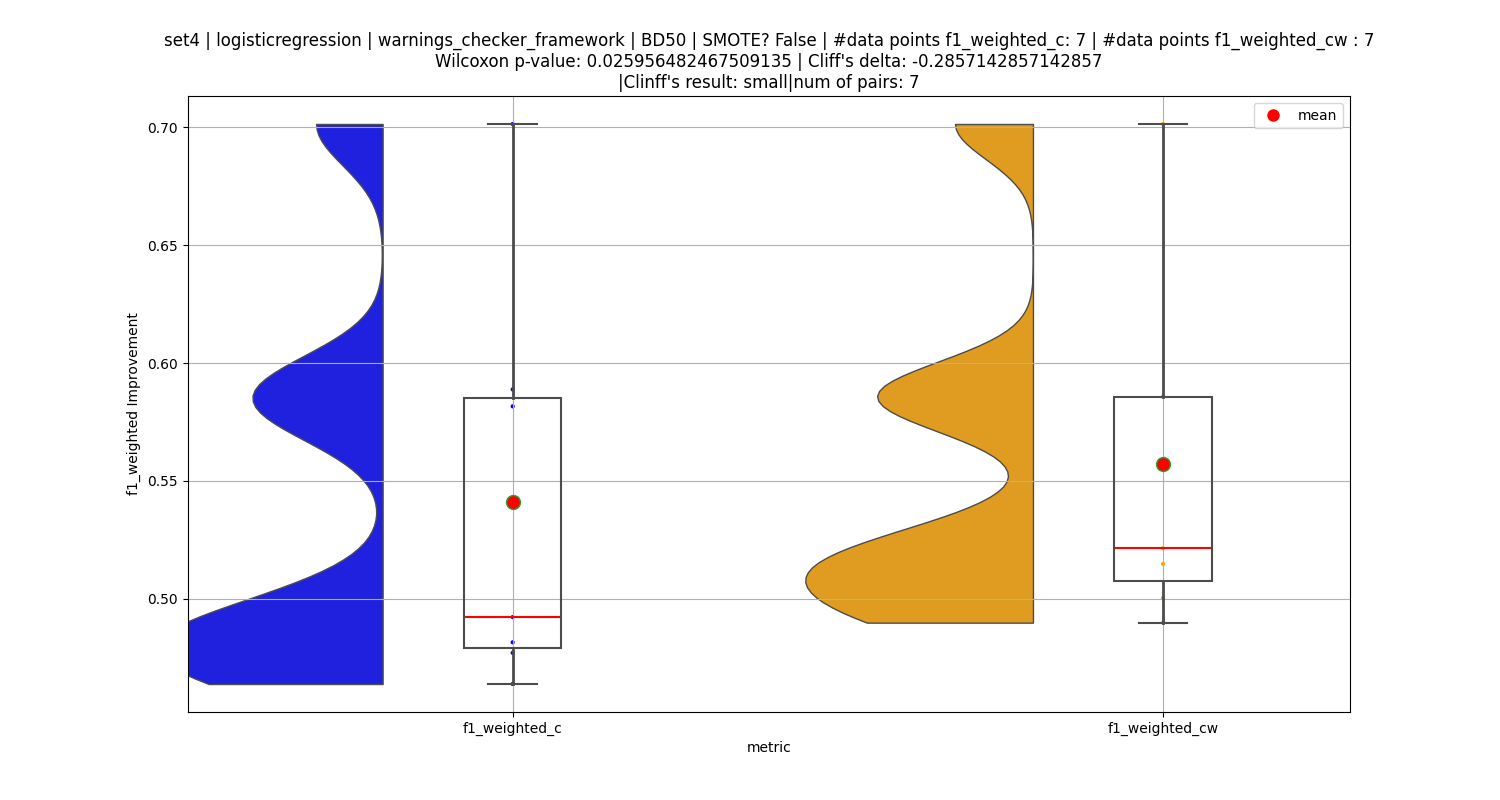 set4 | logisticregression | warnings_checker_framework | BD50 | SMOTE? False | #data points f1_weighted_c: 7 | #data points f1_weighted_cw : 7
Wilcoxon p-value: 0.025956482467509135 | Cliff's delta: -0.2857142857142857
|Clinff's result: small|num of pairs: 7
mean
0.70
0.65
0.60
0.55
0.50
f1_weighted Improvement
f1_weighted_c
f1_weighted_cw
metric